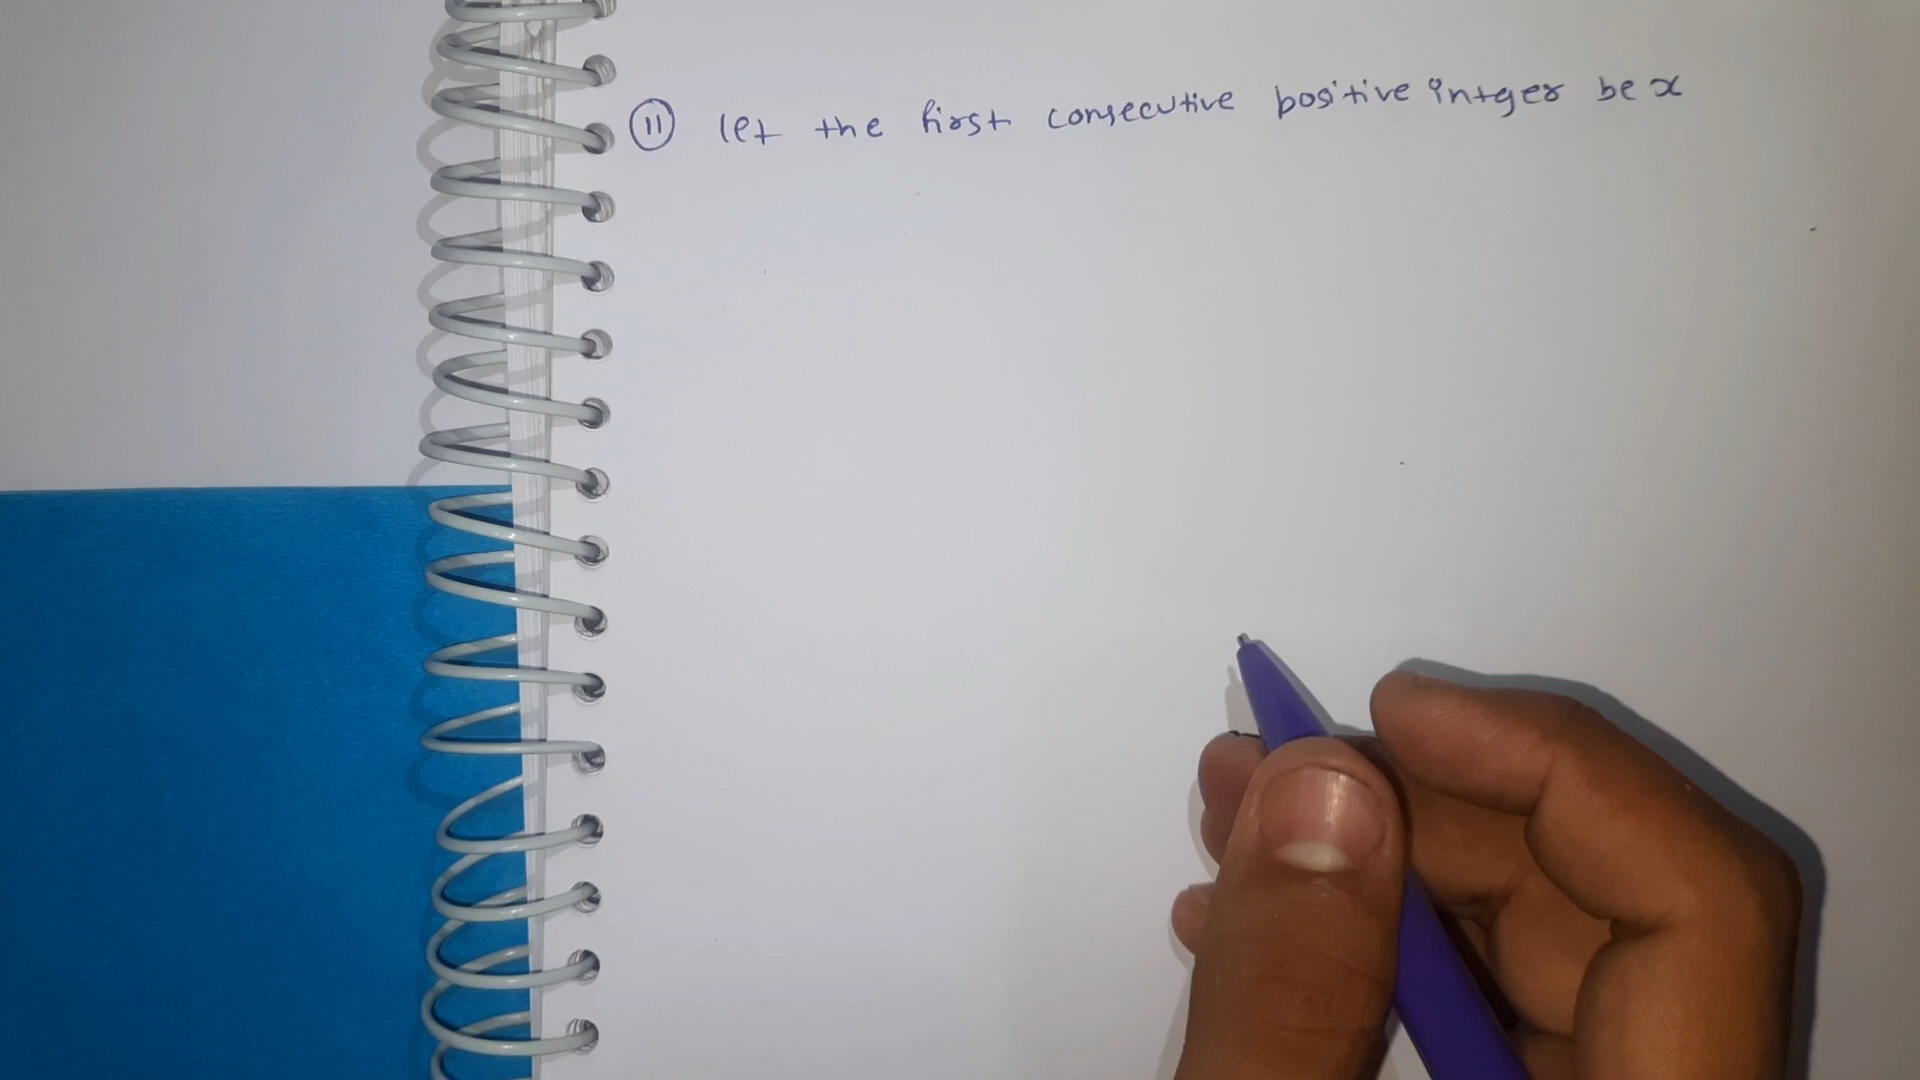 11 let the first consecutive positive intger be x